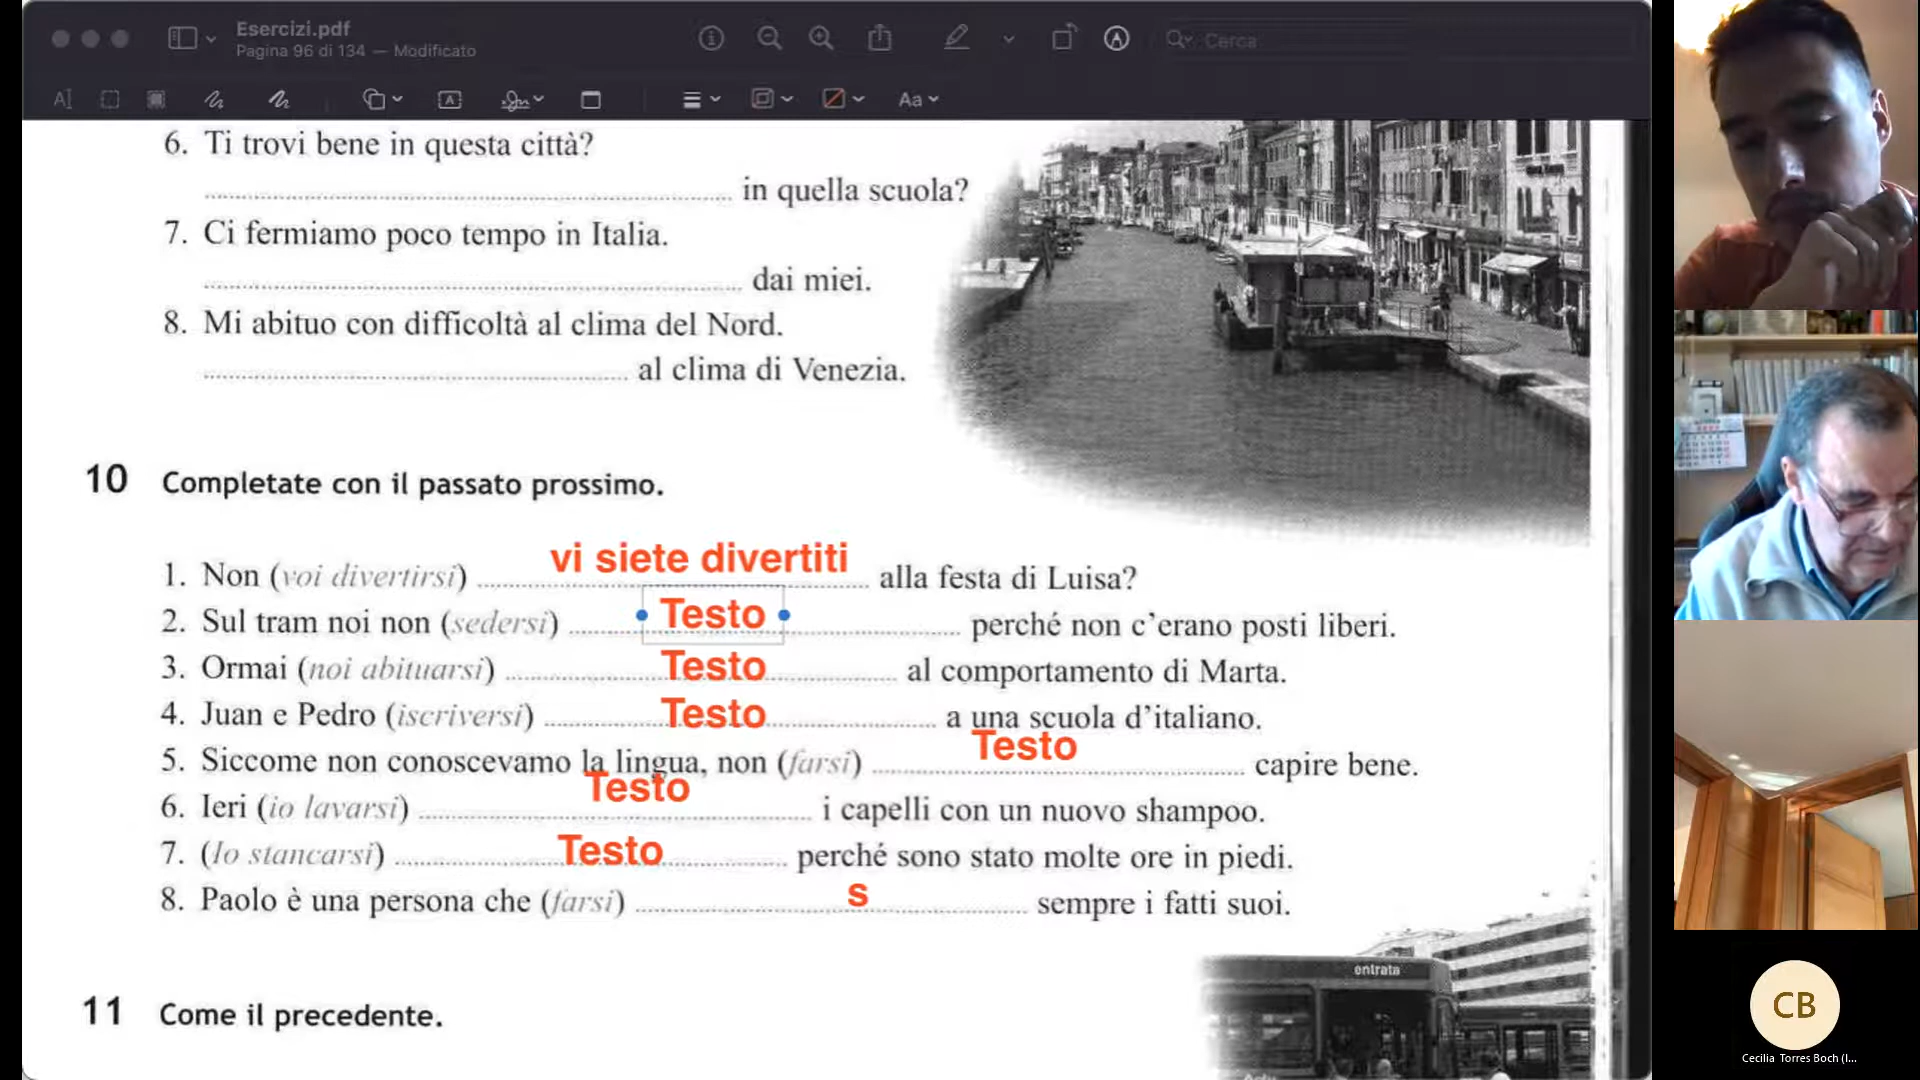 Esercizi.pdf
Pagina 96 di 134 — Modificato
Cerca
Aa
6. Ti trovi bene in questa città?
in quella scuola?
7. Ci fermiamo poco tempo in Italia.
dai miei.
8. Mi abituo con difficoltà al clima del Nord.
al clima di Venezia.
10 Completate con il passato prossimo.
1. Non (voi divertirsi) vi siete divertiti alla festa di Luisa?
2. Sul tram noi non (sedersi) Testo perché non c'erano posti liberi.
3. Ormai (noi abituarsi) Testo al comportamento di Marta.
4. Juan e Pedro (iscriversi) Testo a una scuola d'italiano.
5. Siccome non conoscevamo la lingua, non (farsi) Testo capire bene.
6. Ieri (io lavarsi) Testo i capelli con un nuovo shampoo.
7. (Io stancarsi) Testo perché sono stato molte ore in piedi.
8. Paolo è una persona che (farsi) s sempre i fatti suoi.
entrata
11 Come il precedente.
CB
Cecilia Torres Boch (I...